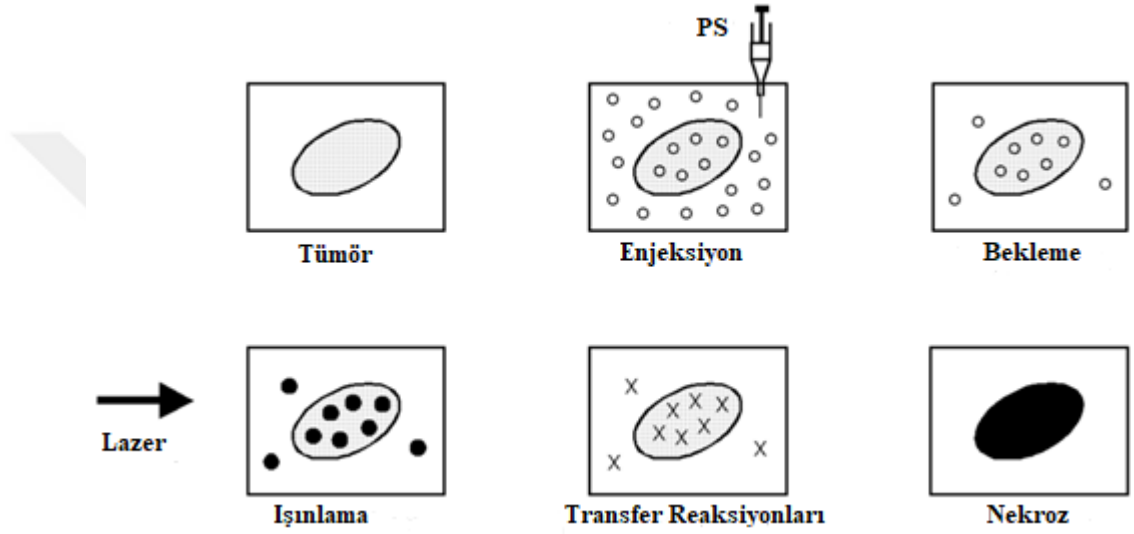 PS
Tümör
Enjeksiyon
Bekleme
Lazer
Işınlama
Transfer Reaksiyonları
Nekroz